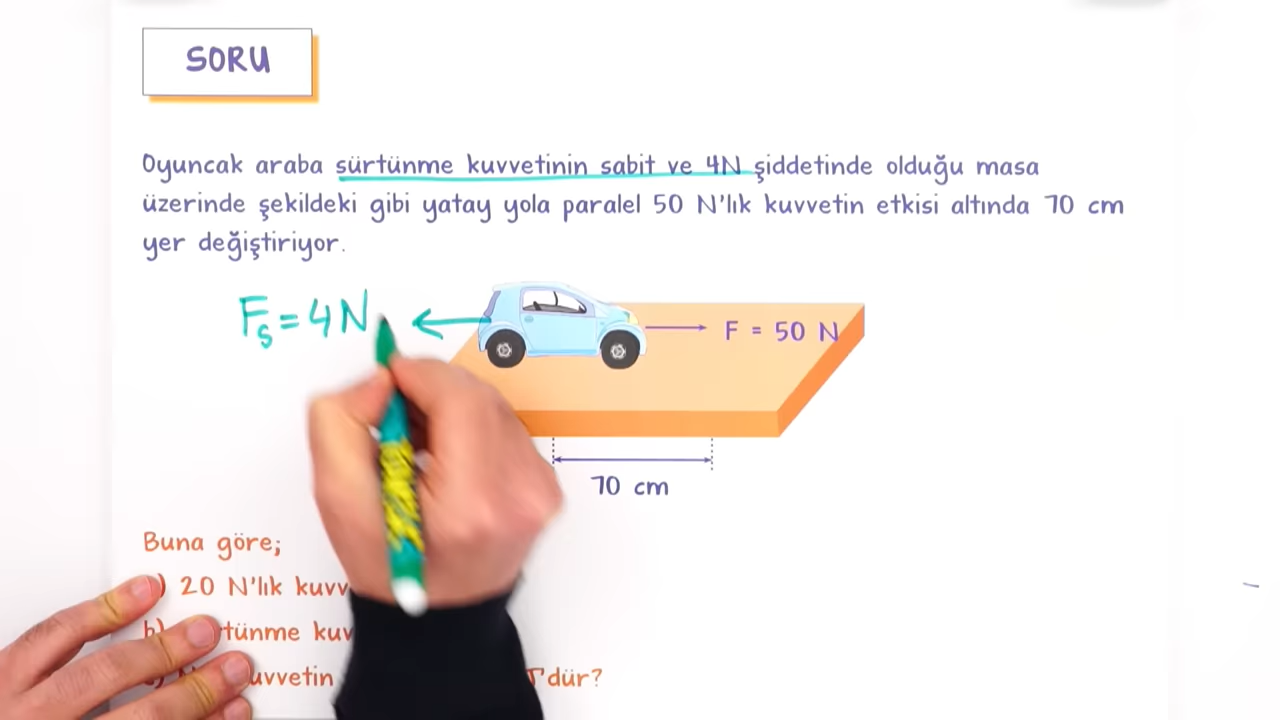 SORU
Oyuncak araba sürtünme kuvvetinin sabit ve 4N şiddetinde olduğu masa
üzerinde şekildeki gibi yatay yola paralel 50 N'lık kuvvetin etkisi altında 70 cm
yer değiştiriyor.
Fs = 4N
F = 50 N
70 cm
Buna göre;
) 20 N'lık kuvv
b) rtünme kuv
) uvvetin dür?